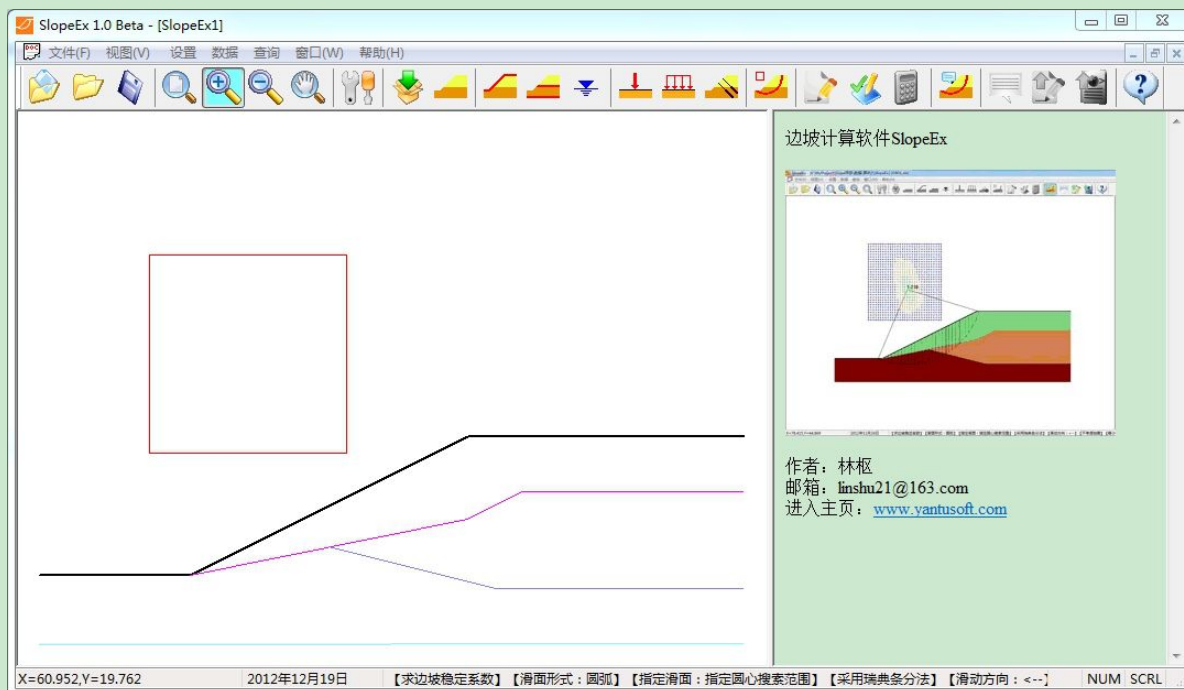 SlopeEx 1.0 Beta - [SlopeEx1]
文件(F) 视图(V) 设置 数据 查询 窗口(W) 帮助(H)
边坡计算软件SlopeEx
作者：林枢
邮箱：linshu21@163.com
进入主页：www.yantusoft.com
X=60.952,Y=19.762 2012年12月19日 【求边坡稳定系数】【滑面形式：圆弧】【指定滑面：指定圆心搜索范围】【采用瑞典条分法】【滑动方向：<--】 NUM SCRL